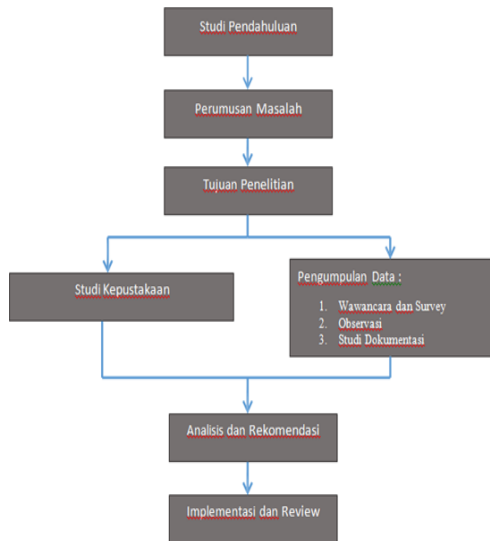 Studi Pendahuluan
Perumusan Masalah
Tujuan Penelitian
Studi Kepustakaan
Pengumpulan Data :
1. Wawancara dan Survey
2. Observasi
3. Studi Dokumentasi
Analisis dan Rekomendasi
Implementasi dan Review